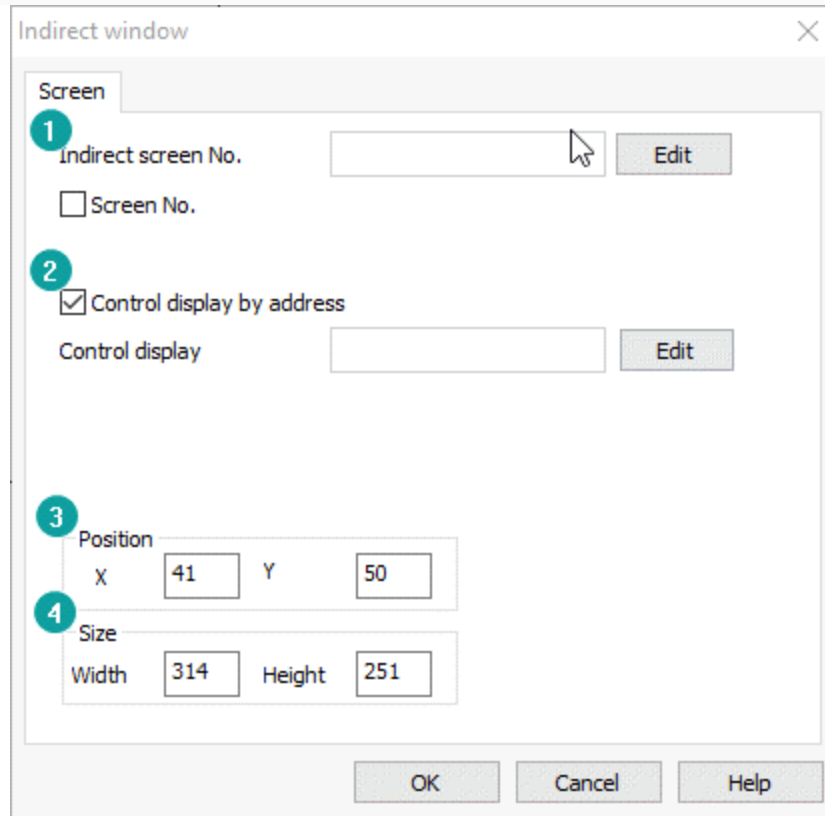 Indirect window
Screen
1
Indirect screen No. Edit
Screen No.
2
Control display by address
Control display Edit
3
Position
X 41 Y 50
4
Size
Width 314 Height 251
OK Cancel Help